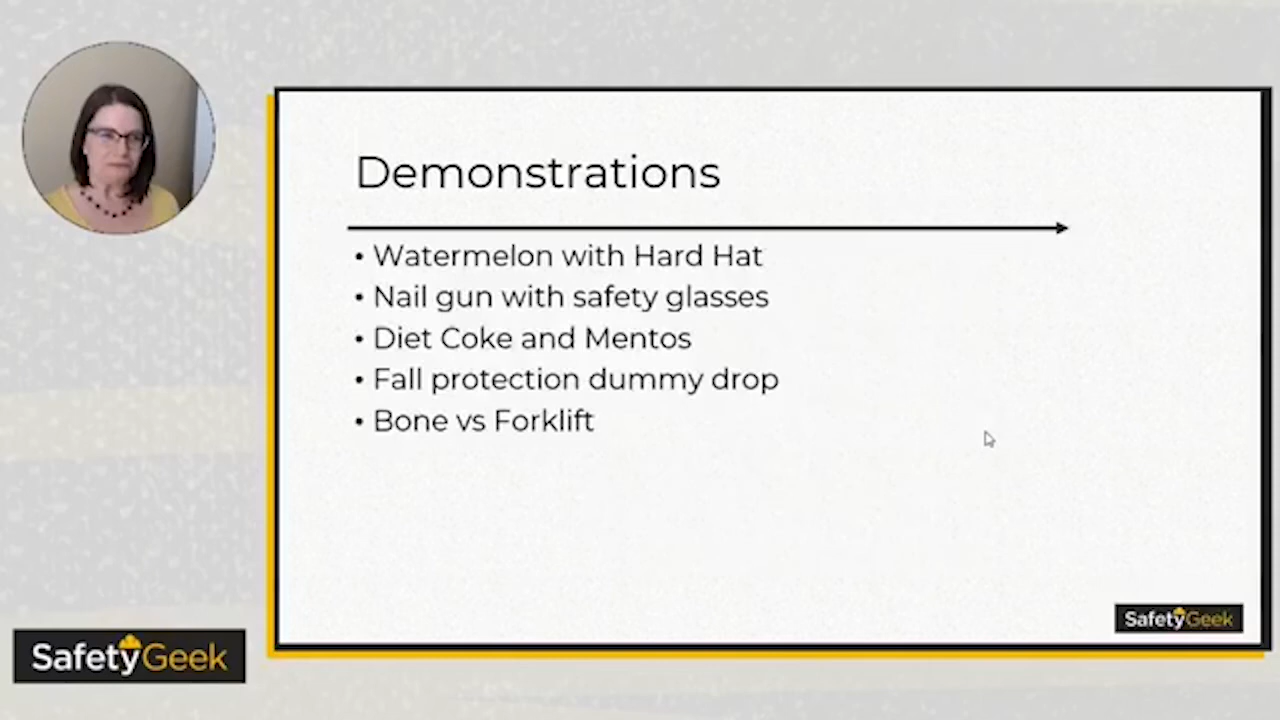 Demonstrations
• Watermelon with Hard Hat
• Nail gun with safety glasses
• Diet Coke and Mentos
• Fall protection dummy drop
• Bone vs Forklift
SafetyGeek
SafetyGeek